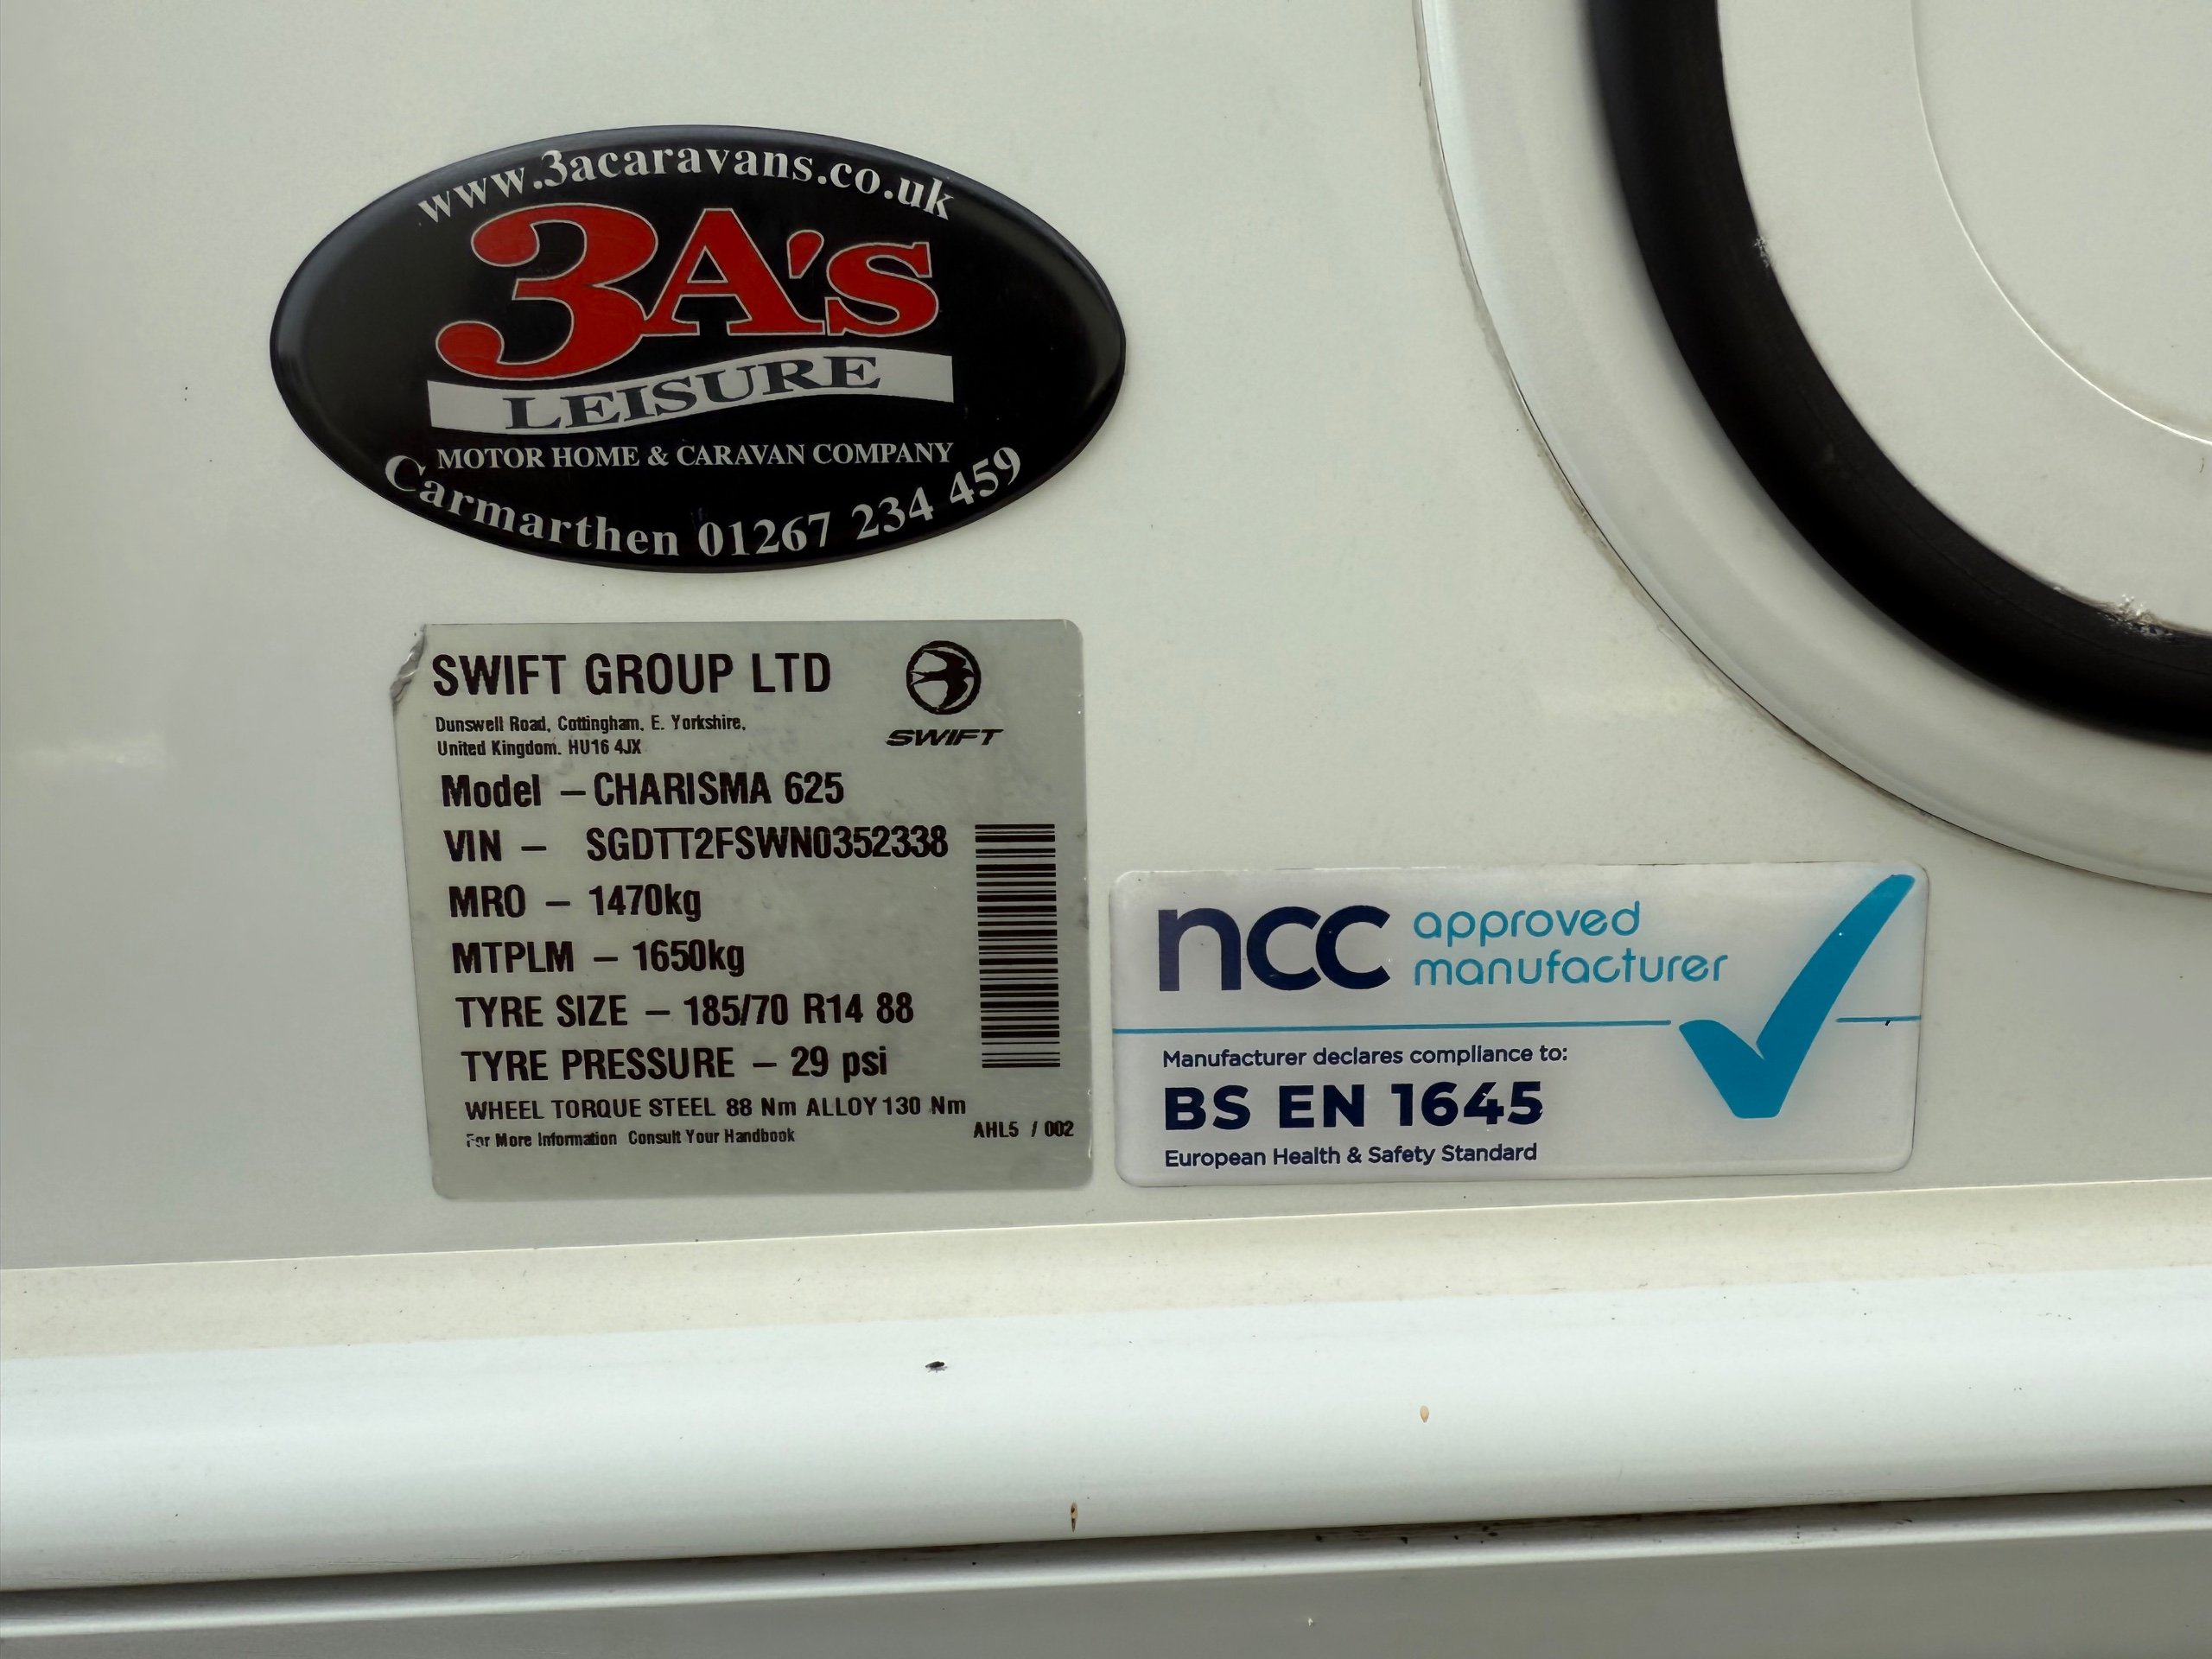 www.3acaravans.co.uk
3A's
LEISURE
MOTOR HOME & CARAVAN COMPANY
Carmarthen 01267 234 459
SWIFT GROUP LTD
Dunswell Road, Cottingham, E. Yorkshire,
United Kingdom. HU16 4JX
SWIFT
Model – CHARISMA 625
VIN – SGDTT2FSWN0352338
MRO – 1470kg
MTPLM – 1650kg
TYRE SIZE – 185/70 R14 88
TYRE PRESSURE – 29 psi
WHEEL TORQUE STEEL 88 Nm ALLOY 130 Nm
For More Information Consult Your Handbook
AHL5 / 002
ncc approved
manufacturer
Manufacturer declares compliance to:
BS EN 1645
European Health & Safety Standard